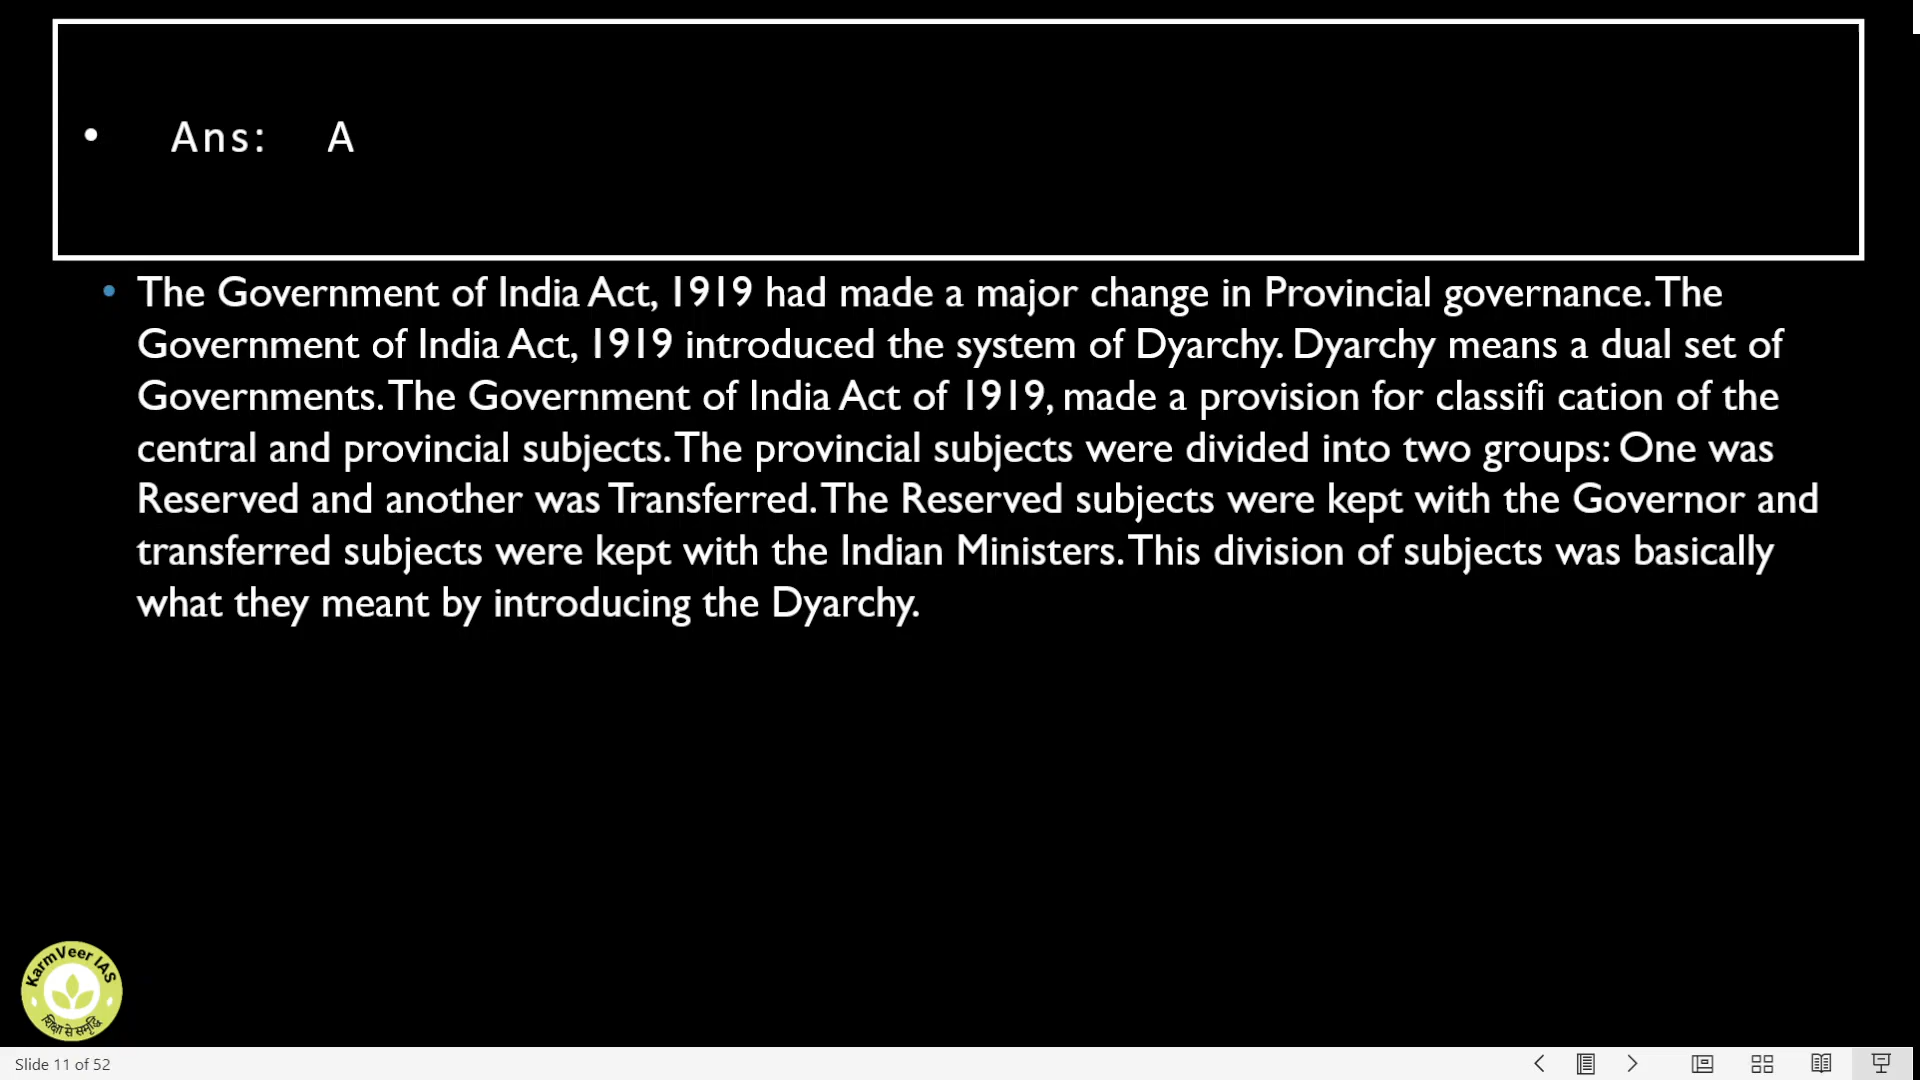 • Ans: A
• The Government of India Act, 1919 had made a major change in Provincial governance. The
Government of India Act, 1919 introduced the system of Dyarchy. Dyarchy means a dual set of
Governments. The Government of India Act of 1919, made a provision for classifi cation of the
central and provincial subjects. The provincial subjects were divided into two groups: One was
Reserved and another was Transferred. The Reserved subjects were kept with the Governor and
transferred subjects were kept with the Indian Ministers. This division of subjects was basically
what they meant by introducing the Dyarchy.
KarmVeer IAS
शिक्षा से समृद्धि
Slide 11 of 52